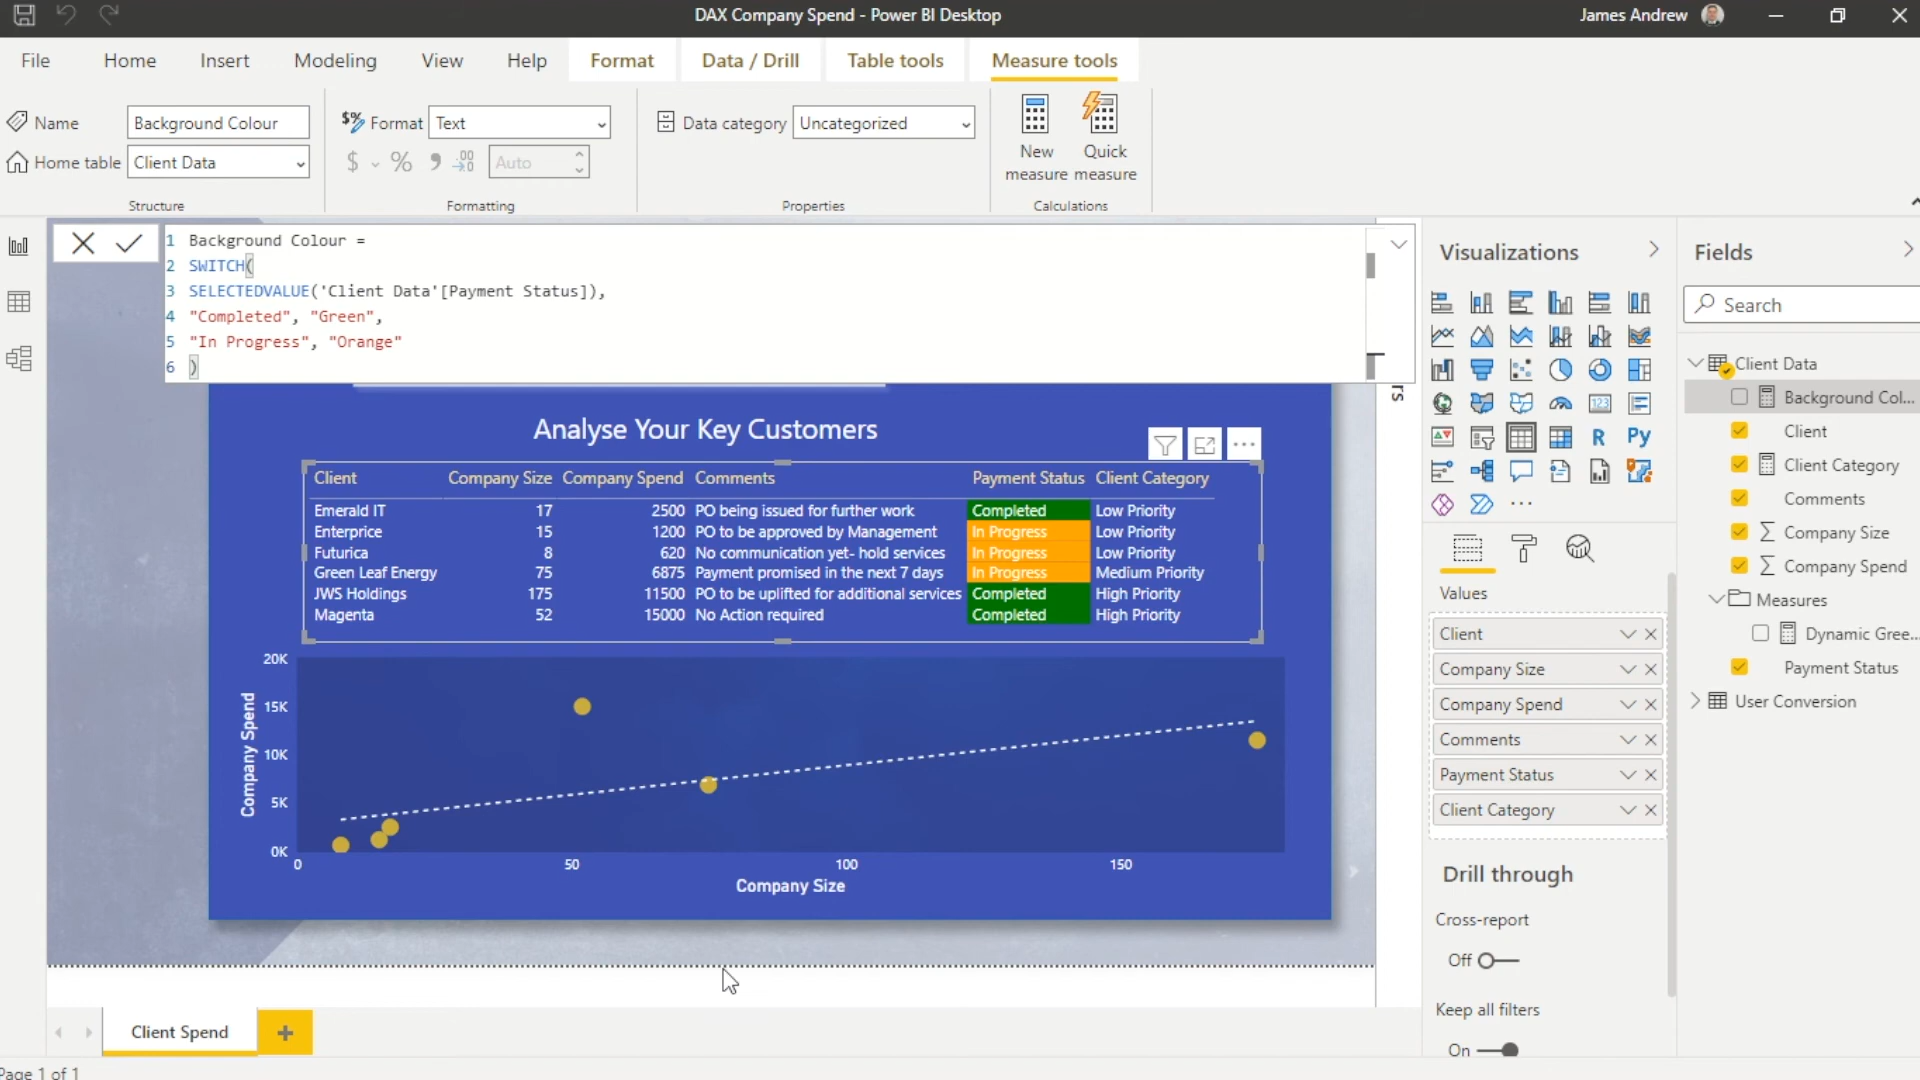 DAX Company Spend - Power BI Desktop
James Andrew
File Home Insert Modeling View Help Format Data / Drill Table tools Measure tools
Name Background Colour
Home table Client Data
Structure
$% Format Text
$ % 9 .00 Auto
Formatting
Data category Uncategorized
Properties
New measure
Quick measure
Calculations
1 Background Colour =
2 SWITCH(
3 SELECTEDVALUE('Client Data'[Payment Status]),
4 "Completed", "Green",
5 "In Progress", "Orange"
6 )
rs
Analyse Your Key Customers
Client Company Size Company Spend Comments Payment Status Client Category
Emerald IT 17 2500 PO being issued for further work Completed Low Priority
Enterprice 15 1200 PO to be approved by Management In Progress Low Priority
Futurica 8 620 No communication yet- hold services In Progress Low Priority
Green Leaf Energy 75 6875 Payment promised in the next 7 days In Progress Medium Priority
JWS Holdings 175 11500 PO to be uplifted for additional services Completed High Priority
Magenta 52 15000 No Action required Completed High Priority
Company Spend
20K
15K
10K
5K
0K
0 50 100 150
Company Size
Client Spend +
Page 1 of 1
Visualizations
123
R Py
...
Values
Client
Company Size
Company Spend
Comments
Payment Status
Client Category
Drill through
Cross-report
Off
Keep all filters
On
Fields
Search
Client Data
Background Col...
Client
Client Category
Comments
Σ Company Size
Σ Company Spend
Measures
Dynamic Gree...
Payment Status
User Conversion